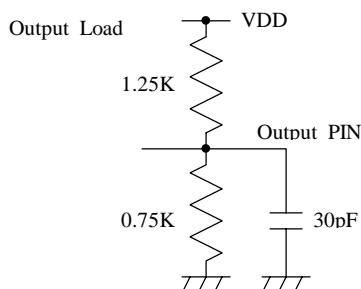 Output Load
VDD
1.25K
Output PIN
0.75K
30pF